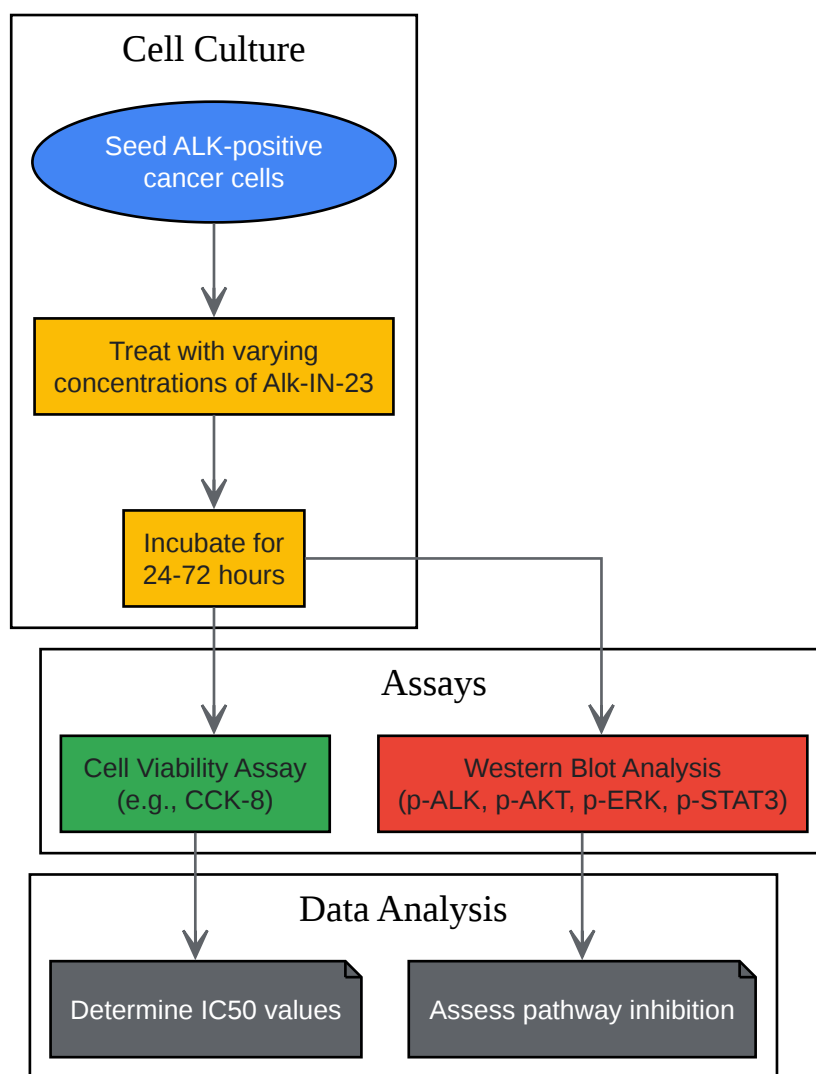 Cell Culture
Seed ALK-positive
cancer cells
Treat with varying
concentrations of Alk-IN-23
Incubate for
24-72 hours
Assays
Cell Viability Assay
(e.g., CCK-8)
Western Blot Analysis
(p-ALK, p-AKT, p-ERK, p-STAT3)
Data Analysis
Determine IC50 values
Assess pathway inhibition